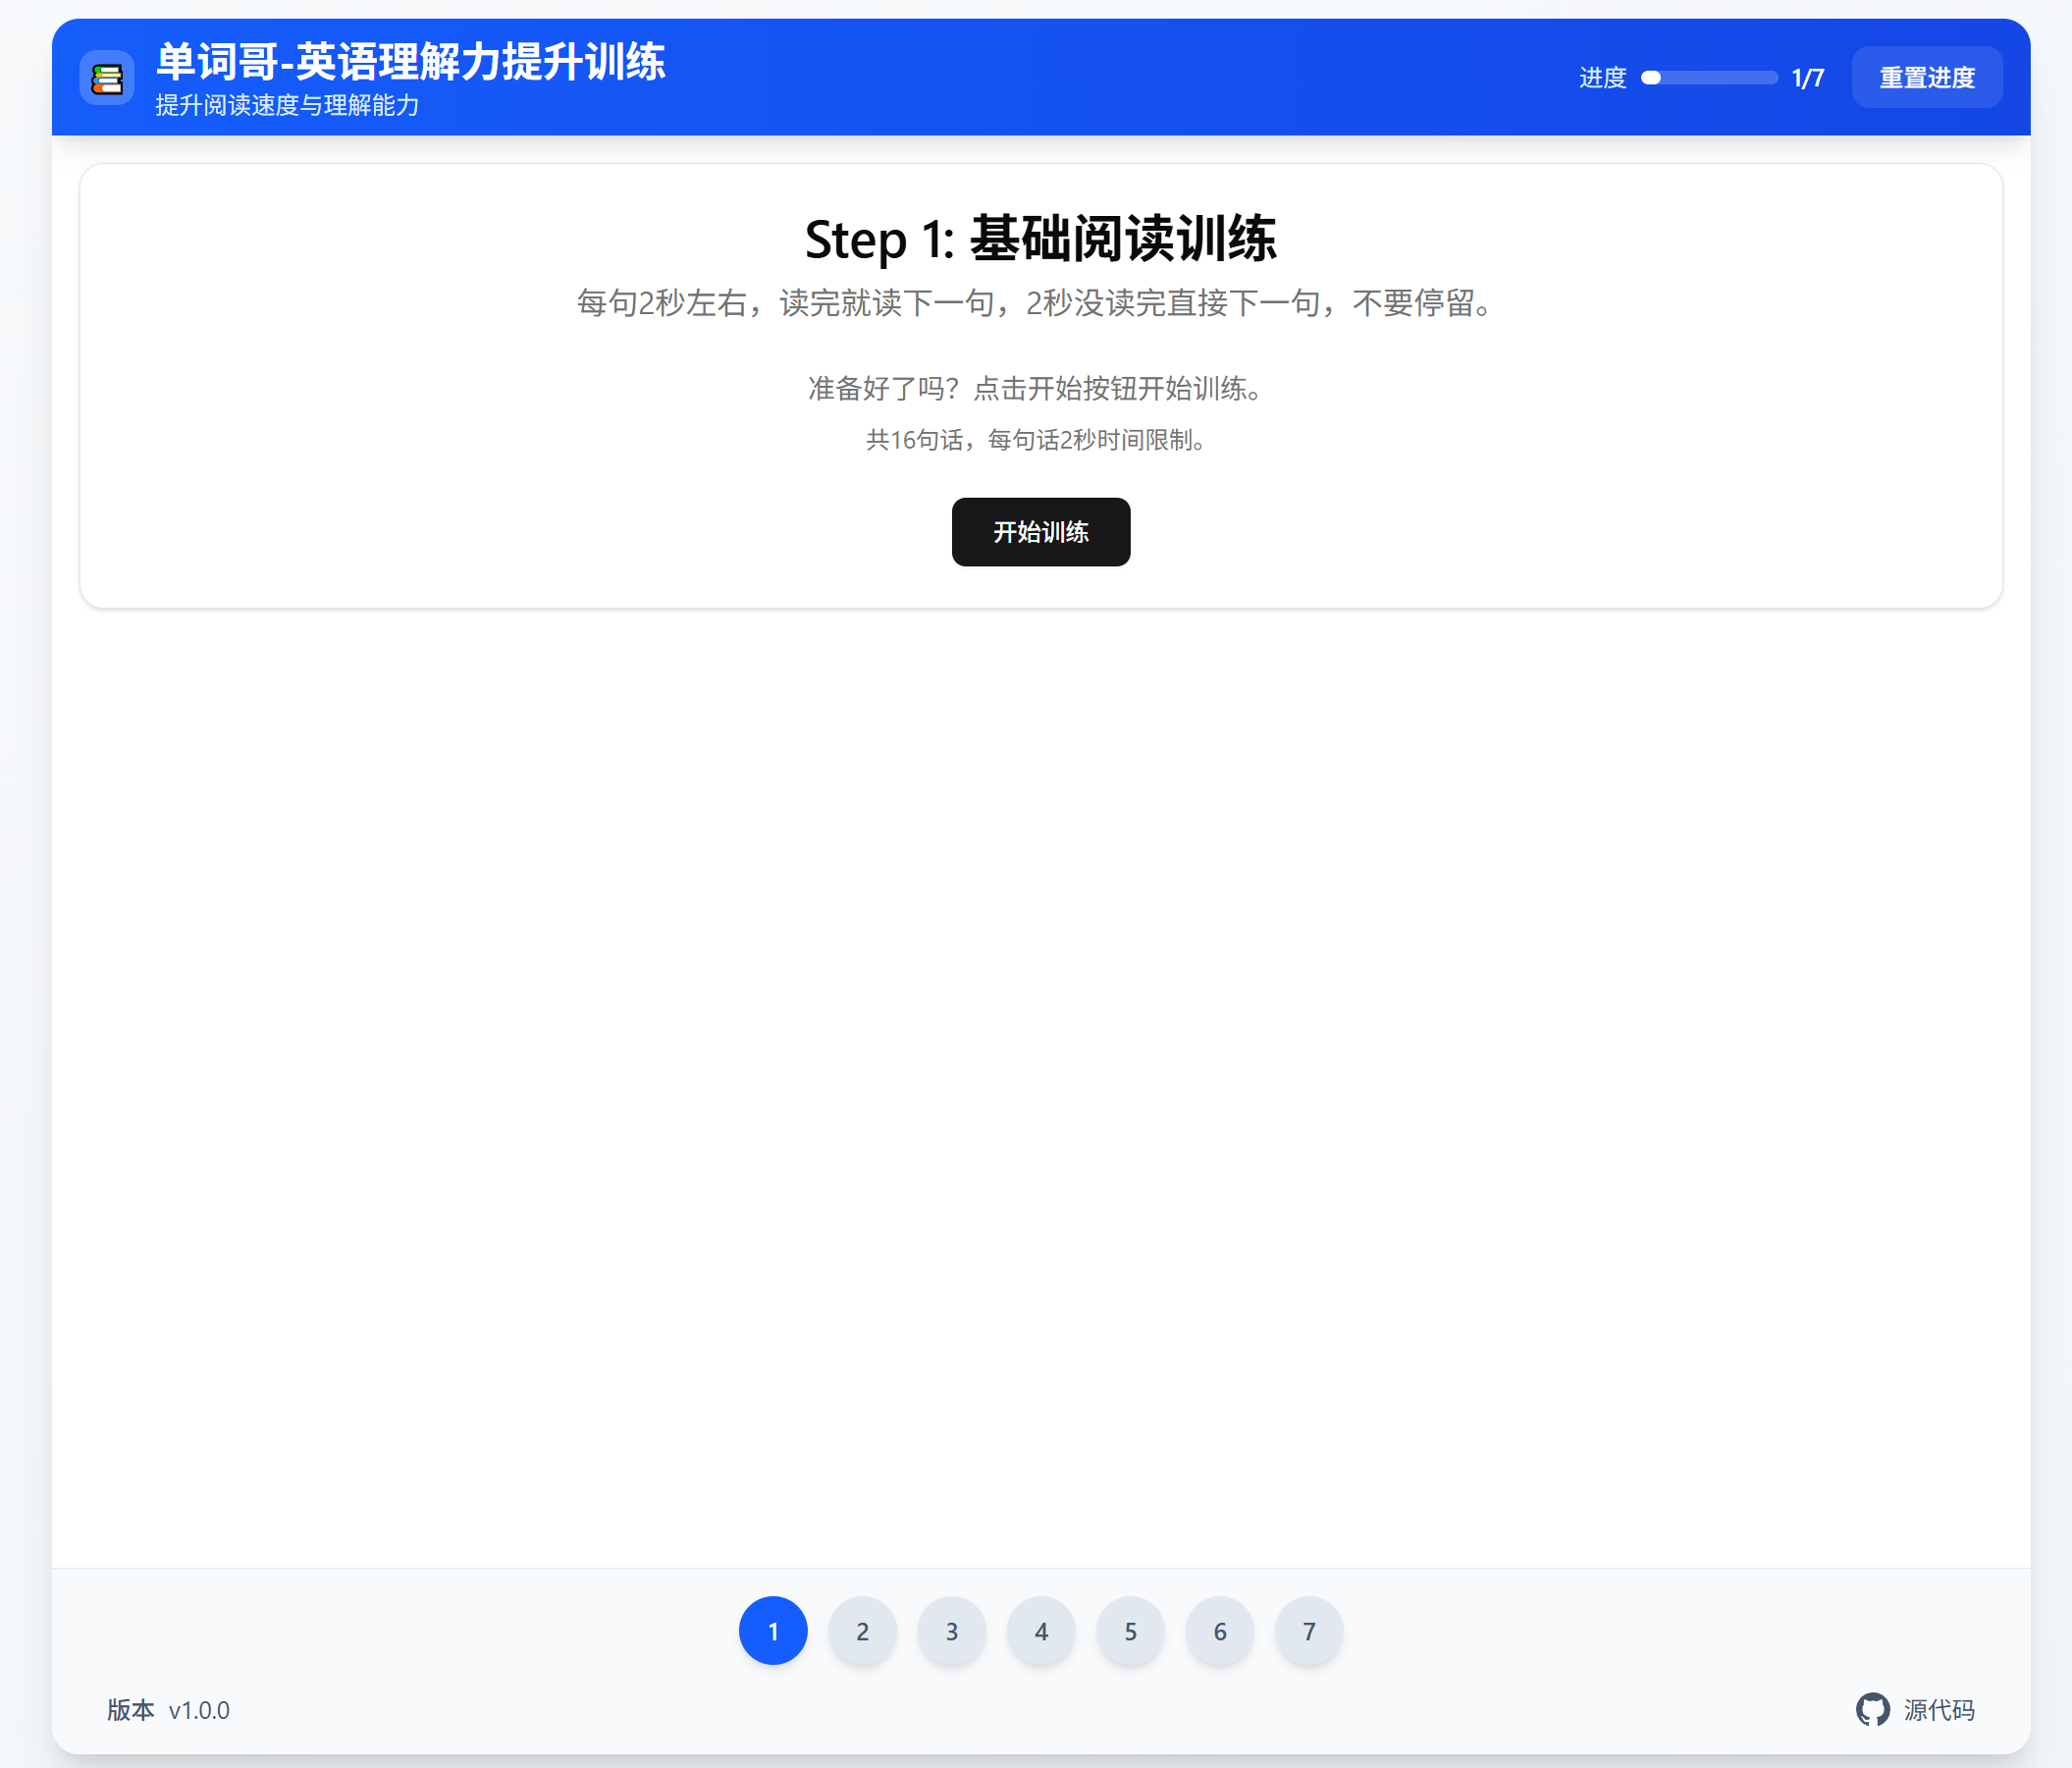 单词哥-英语理解力提升训练
提升阅读速度与理解能力
进度 1/7 重置进度
Step 1: 基础阅读训练
每句2秒左右，读完就读下一句，2秒没读完直接下一句，不要停留。
准备好了吗？点击开始按钮开始训练。
共16句话，每句话2秒时间限制。
开始训练
1 2 3 4 5 6 7
版本 v1.0.0
源代码